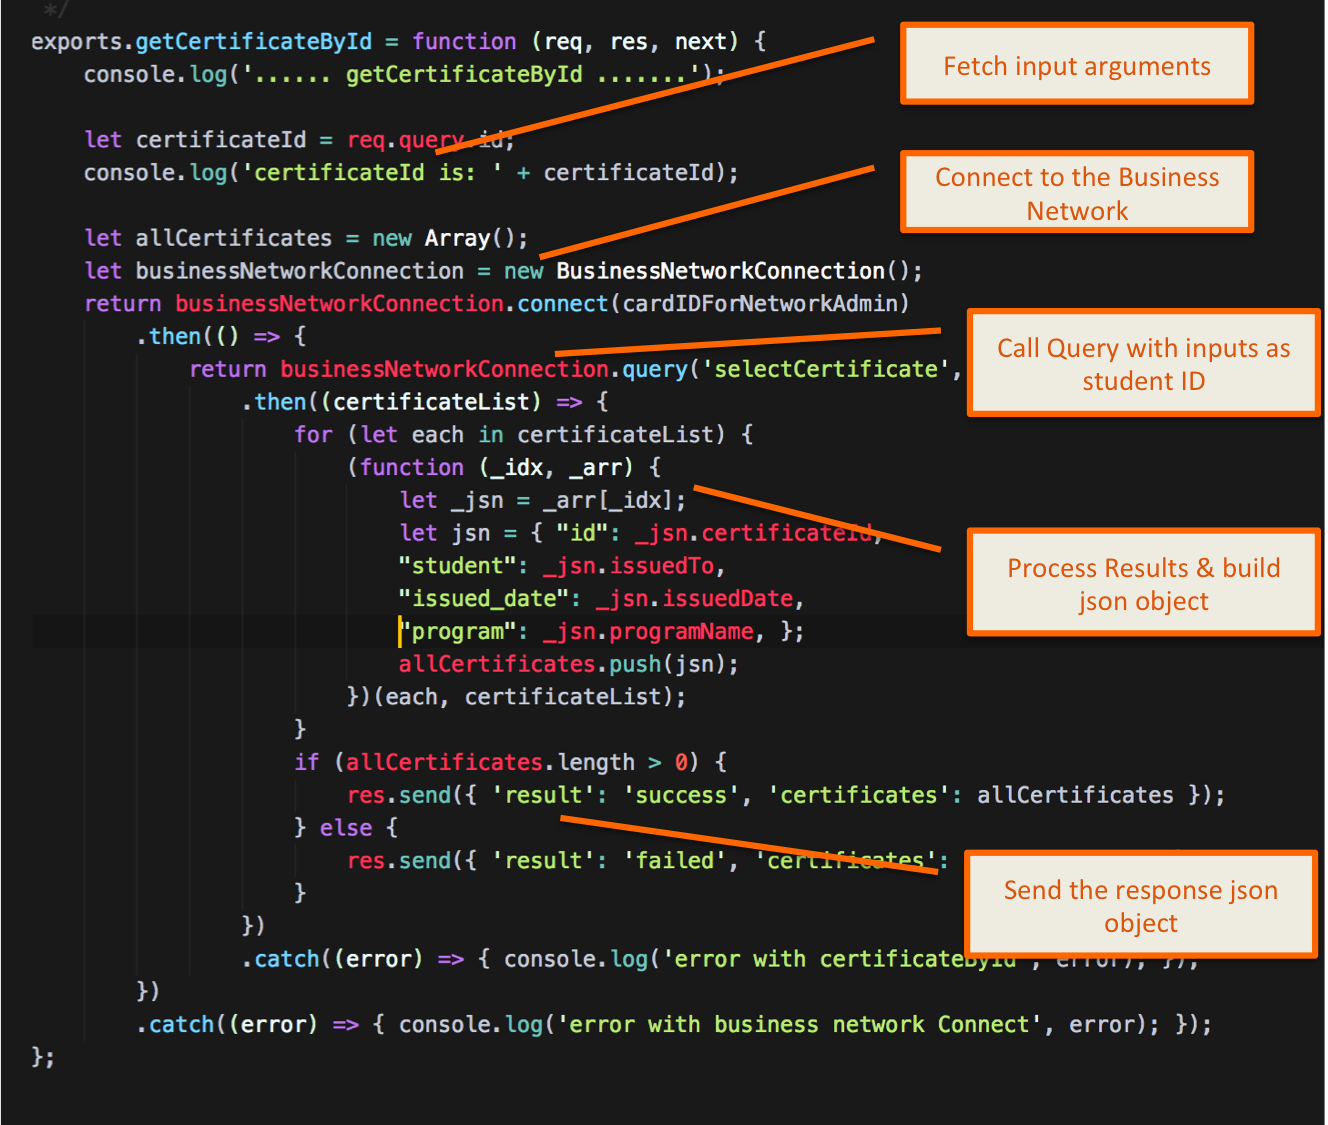 */
exports.getCertificateById = function (req, res, next) {
console.log('...... getCertificateById .......');
let certificateId = req.query.id;
console.log('certificateId is: ' + certificateId);
let allCertificates = new Array();
let businessNetworkConnection = new BusinessNetworkConnection();
return businessNetworkConnection.connect(cardIDForNetworkAdmin)
.then(() => {
return businessNetworkConnection.query('selectCertificate',
.then((certificateList) => {
for (let each in certificateList) {
(function (_idx, _arr) {
let _jsn = _arr[_idx];
let jsn = { "id": _jsn.certificateId,
"student": _jsn.issuedTo,
"issued_date": _jsn.issuedDate,
"program": _jsn.programName, };
allCertificates.push(jsn);
})(each, certificateList);
}
if (allCertificates.length > 0) {
res.send({ 'result': 'success', 'certificates': allCertificates });
} else {
res.send({ 'result': 'failed', 'certificates':
}
})
.catch((error) => { console.log('error with certificateById', error); });
})
.catch((error) => { console.log('error with business network Connect', error); });
};
Fetch input arguments
Connect to the Business
Network
Call Query with inputs as
student ID
Process Results & build
json object
Send the response json
object